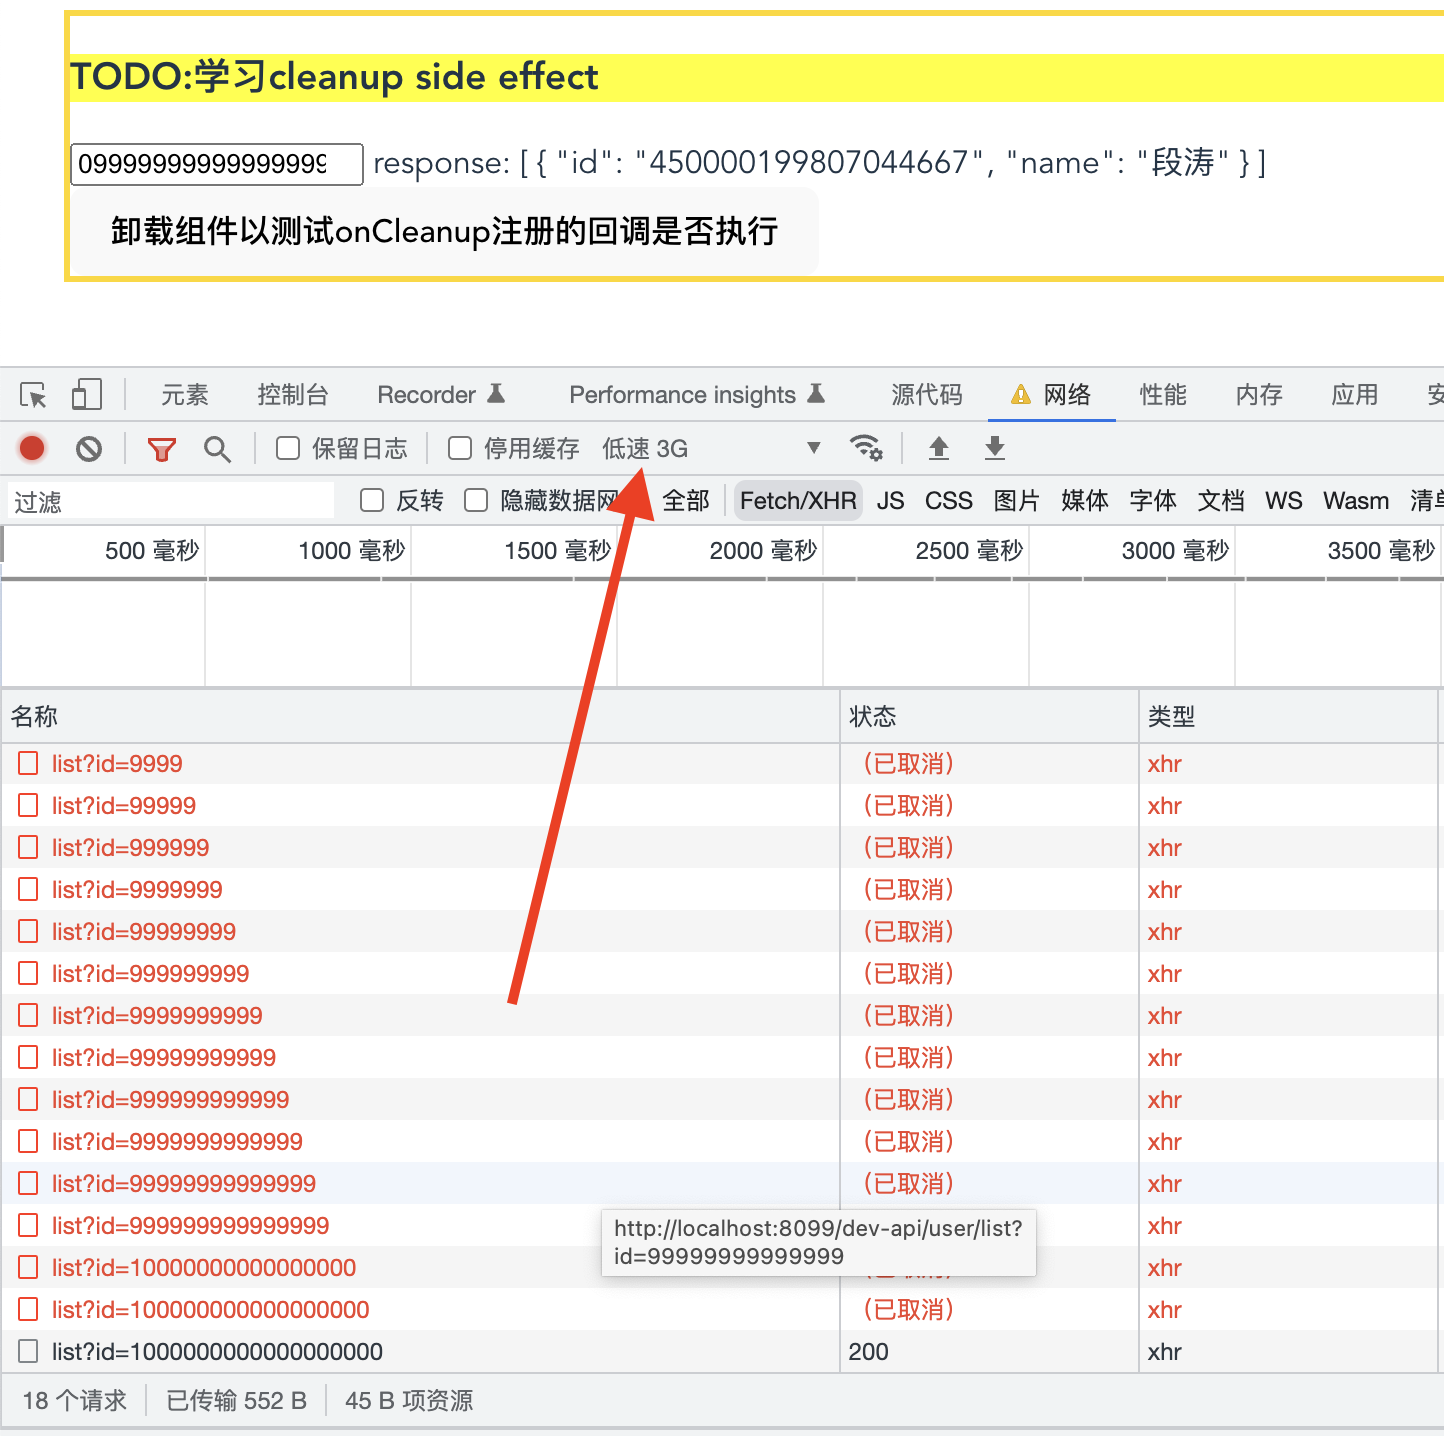 TODO:学习cleanup side effect
09999999999999999 response: [ { "id": "450000199807044667", "name": "段涛" } ]
卸载组件以测试onCleanup注册的回调是否执行
元素 控制台 Recorder Performance insights 源代码 网络 性能 内存 应用
保留日志 停用缓存 低速 3G
过滤 反转 隐藏数据网 全部 Fetch/XHR JS CSS 图片 媒体 字体 文档 WS Wasm 清单
500 毫秒 1000 毫秒 1500 毫秒 2000 毫秒 2500 毫秒 3000 毫秒 3500 毫秒
名称 状态 类型
list?id=9999 (已取消) xhr
list?id=99999 (已取消) xhr
list?id=999999 (已取消) xhr
list?id=9999999 (已取消) xhr
list?id=99999999 (已取消) xhr
list?id=999999999 (已取消) xhr
list?id=9999999999 (已取消) xhr
list?id=99999999999 (已取消) xhr
list?id=999999999999 (已取消) xhr
list?id=9999999999999 (已取消) xhr
list?id=99999999999999 (已取消) xhr
list?id=999999999999999 xhr
http://localhost:8099/dev-api/user/list?
id=99999999999999
list?id=10000000000000000 xhr
list?id=100000000000000000 (已取消) xhr
list?id=1000000000000000000 200 xhr
18 个请求 已传输 552 B 45 B 项资源